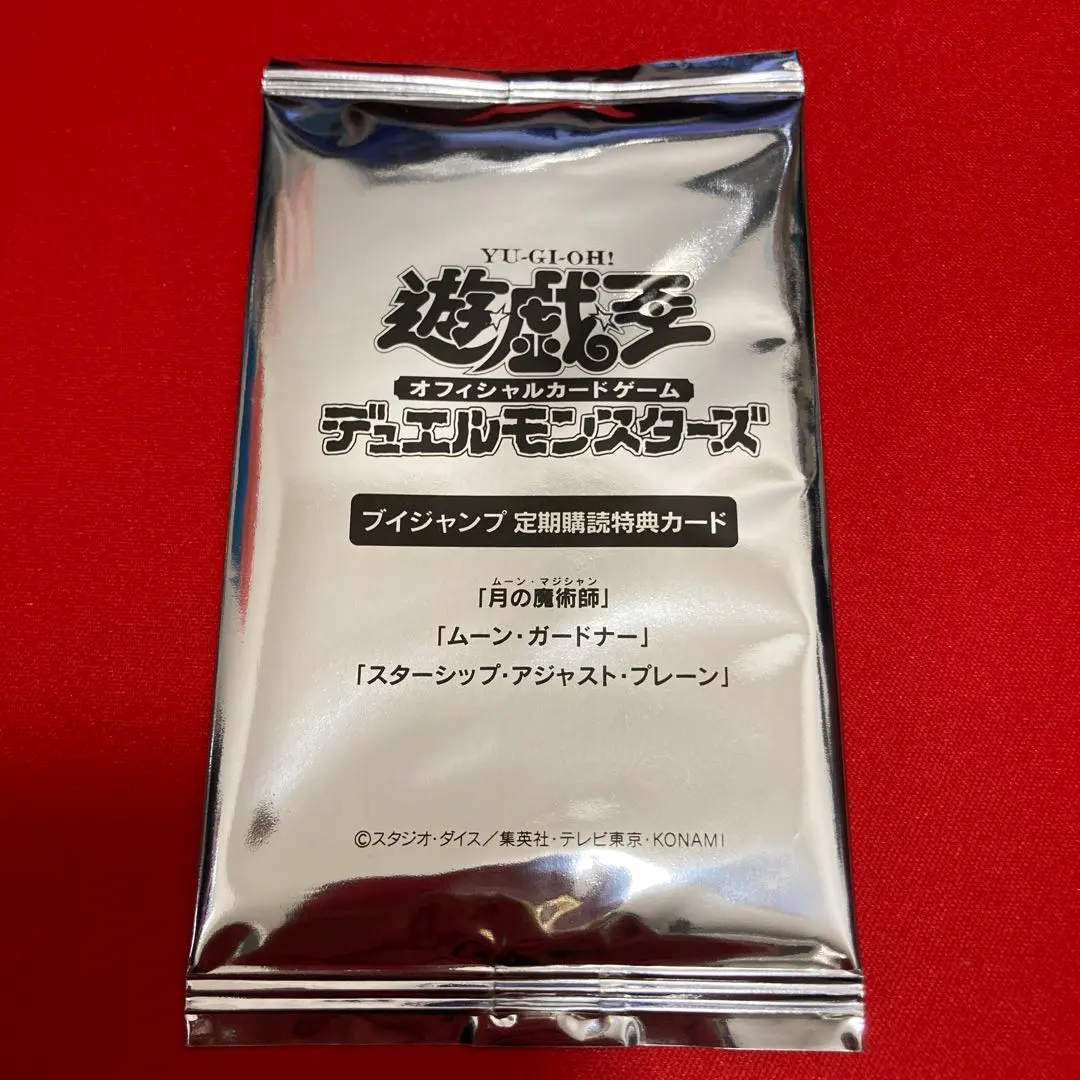 YU-GI-OH!
遊戯王
オフィシャルカードゲーム
デュエルモンスターズ
ブイジャンプ 定期購読特典カード
ムーン・マジシャン
「月の魔術師」
「ムーン・ガードナー」
「スターシップ・アジャスト・プレーン」
©スタジオ・ダイス／集英社・テレビ東京・KONAMI